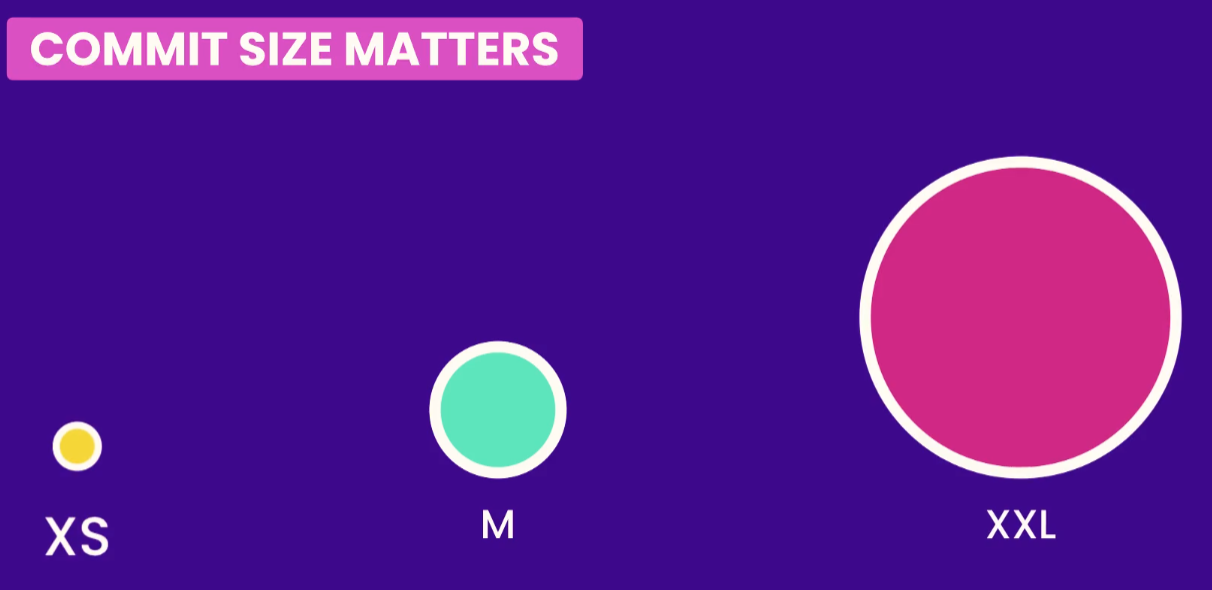 COMMIT SIZE MATTERS
XS
M
XXL